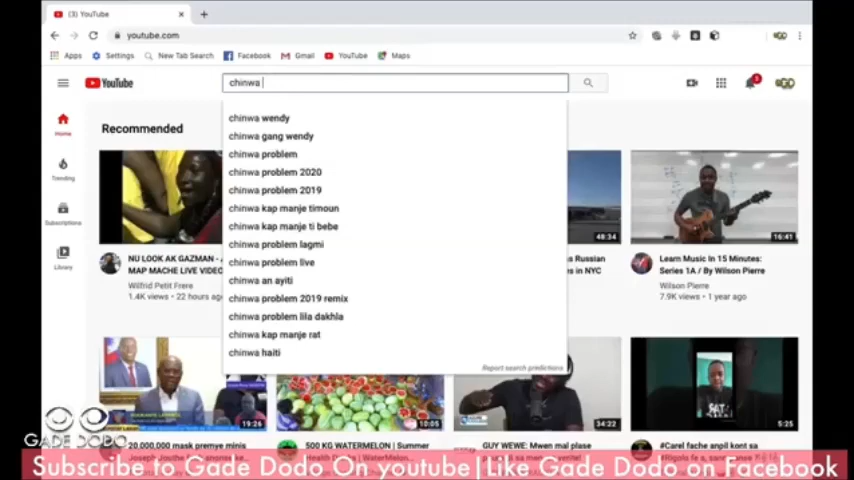 (3) YouTube
youtube.com
Apps
Settings
New Tab Search
Facebook
Gmail
YouTube
Maps
YouTube
chinwa
3
Home
Trending
Subscriptions
Library
Recommended
chinwa wendy
chinwa gang wendy
chinwa problem
chinwa problem 2020
chinwa problem 2019
chinwa kap manje timoun
chinwa kap manje ti bebe
chinwa problem lagmi
chinwa problem live
chinwa an ayiti
chinwa problem 2019 remix
chinwa problem lila dakhla
chinwa kap manje rat
chinwa haiti
Report search predictions
48:34
16:41
NU LOOK AK GAZMAN -
MAP MACHE LIVE VIDEO
Wilfrid Petit Frere
1.4K views • 22 hours
Russian
in NYC
Learn Music In 15 Minutes:
Series 1A / By Wilson Pierre
Wilson Pierre
7.9K views • 1 year ago
19:26
10:05
34:22
5:25
20,000,000 mask premye minis
Joseph Jouthe
500 KG WATERMELON | Summer
GUY WEWE: Mwen mal plase
#Carel fache anpil kont sa
GADE DODO
Subscribe to Gade Dodo On youtube|Like Gade Dodo on Facebook